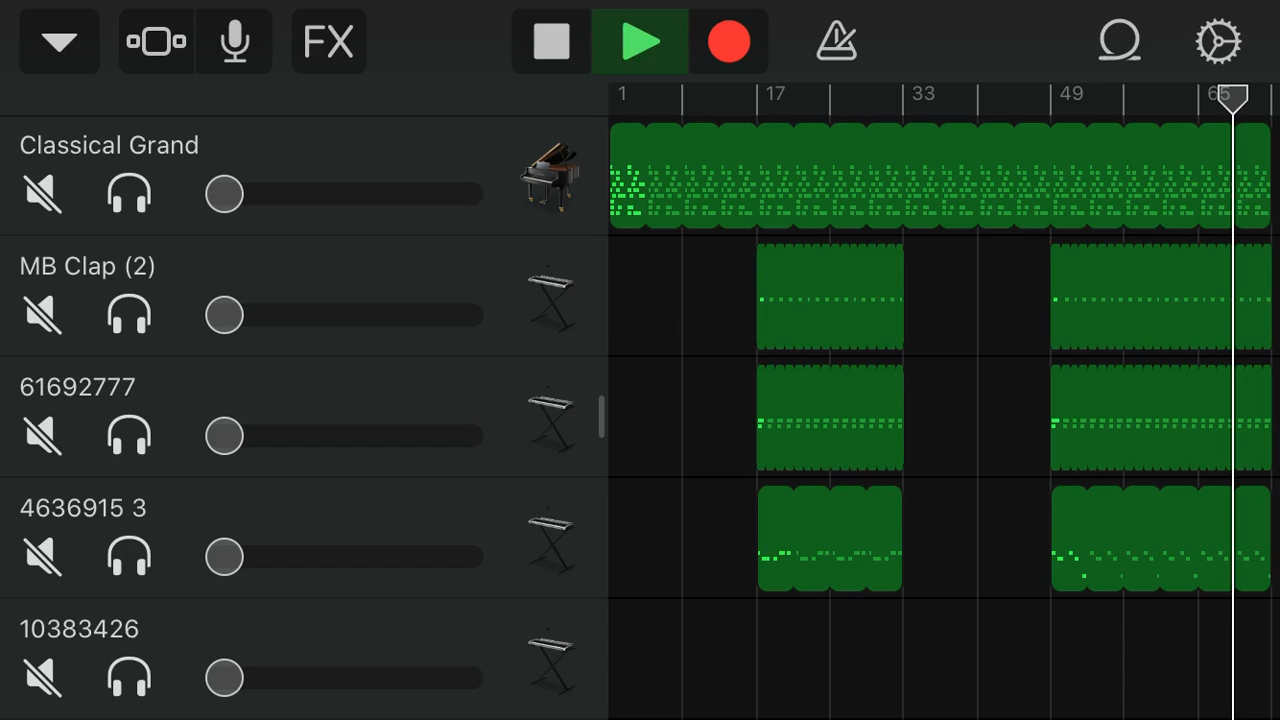 FX
1 17 33 49 65
Classical Grand
MB Clap (2)
61692777
4636915 3
10383426